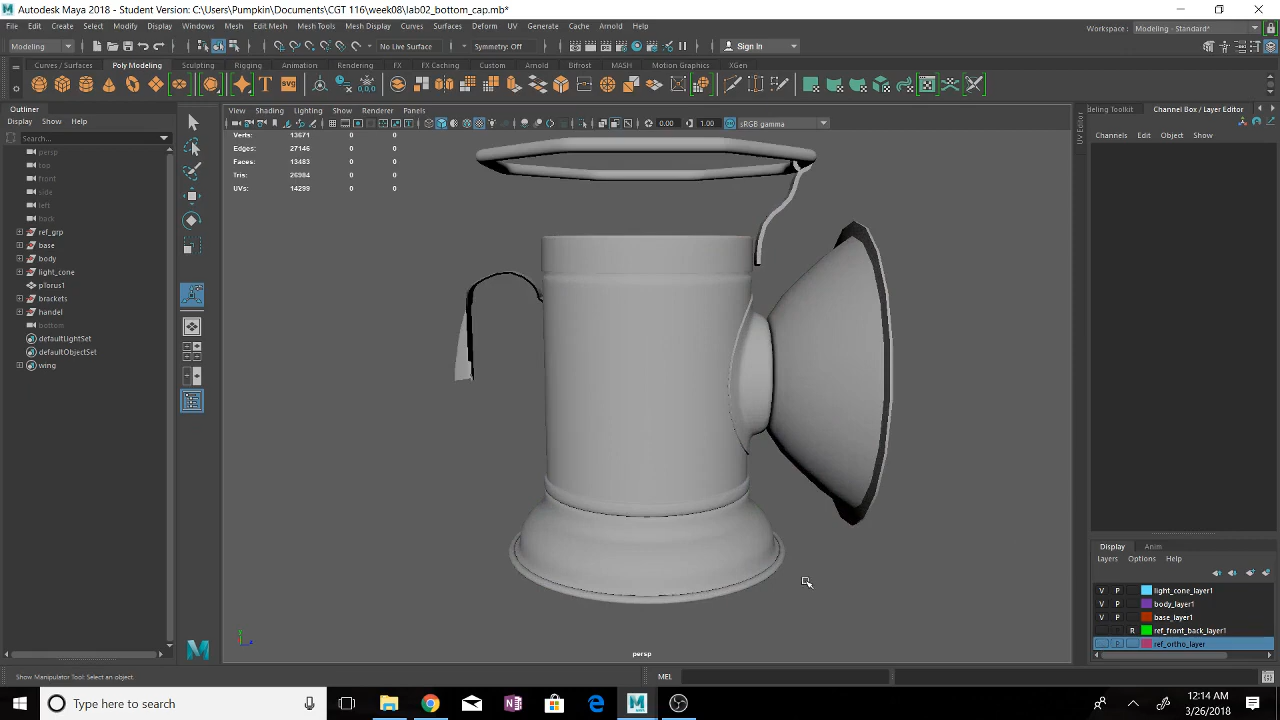 Autodesk Maya 2018 - Student Version: C:\Users\Pumpkin\Documents\CGT 116\week08\lab02_bottom_cap.mb*
File Edit Create Select Modify Display Windows Mesh Edit Mesh Mesh Tools Mesh Display Curves Surfaces Deform UV Generate Cache Arnold Help
Workspace: Modeling - Standard*
Modeling No Live Surface Symmetry: Off Sign In
Curves / Surfaces Poly Modeling Sculpting Rigging Animation Rendering FX FX Caching Custom Arnold Bifrost MASH Motion Graphics XGen
SVG
Outliner
Display Show Help
Search...
persp
top
front
side
left
back
ref_grp
base
body
light_cone
pTorus1
brackets
handel
bottom
defaultLightSet
defaultObjectSet
wing
View Shading Lighting Show Renderer Panels
0.00 1.00 sRGB gamma
Verts: 13671 0 0
Edges: 27146 0 0
Faces: 13483 0 0
Tris: 26984 0 0
UVs: 14299 0 0
persp
UV Editor
deling Toolkit Channel Box / Layer Editor
Channels Edit Object Show
Display Anim
Layers Options Help
V P light_cone_layer1
V P body_layer1
V P base_layer1
R ref_front_back_layer1
P ref_ortho_layer
Show Manipulator Tool: Select an object
MEL
Type here to search
12:14 AM
3/26/2018